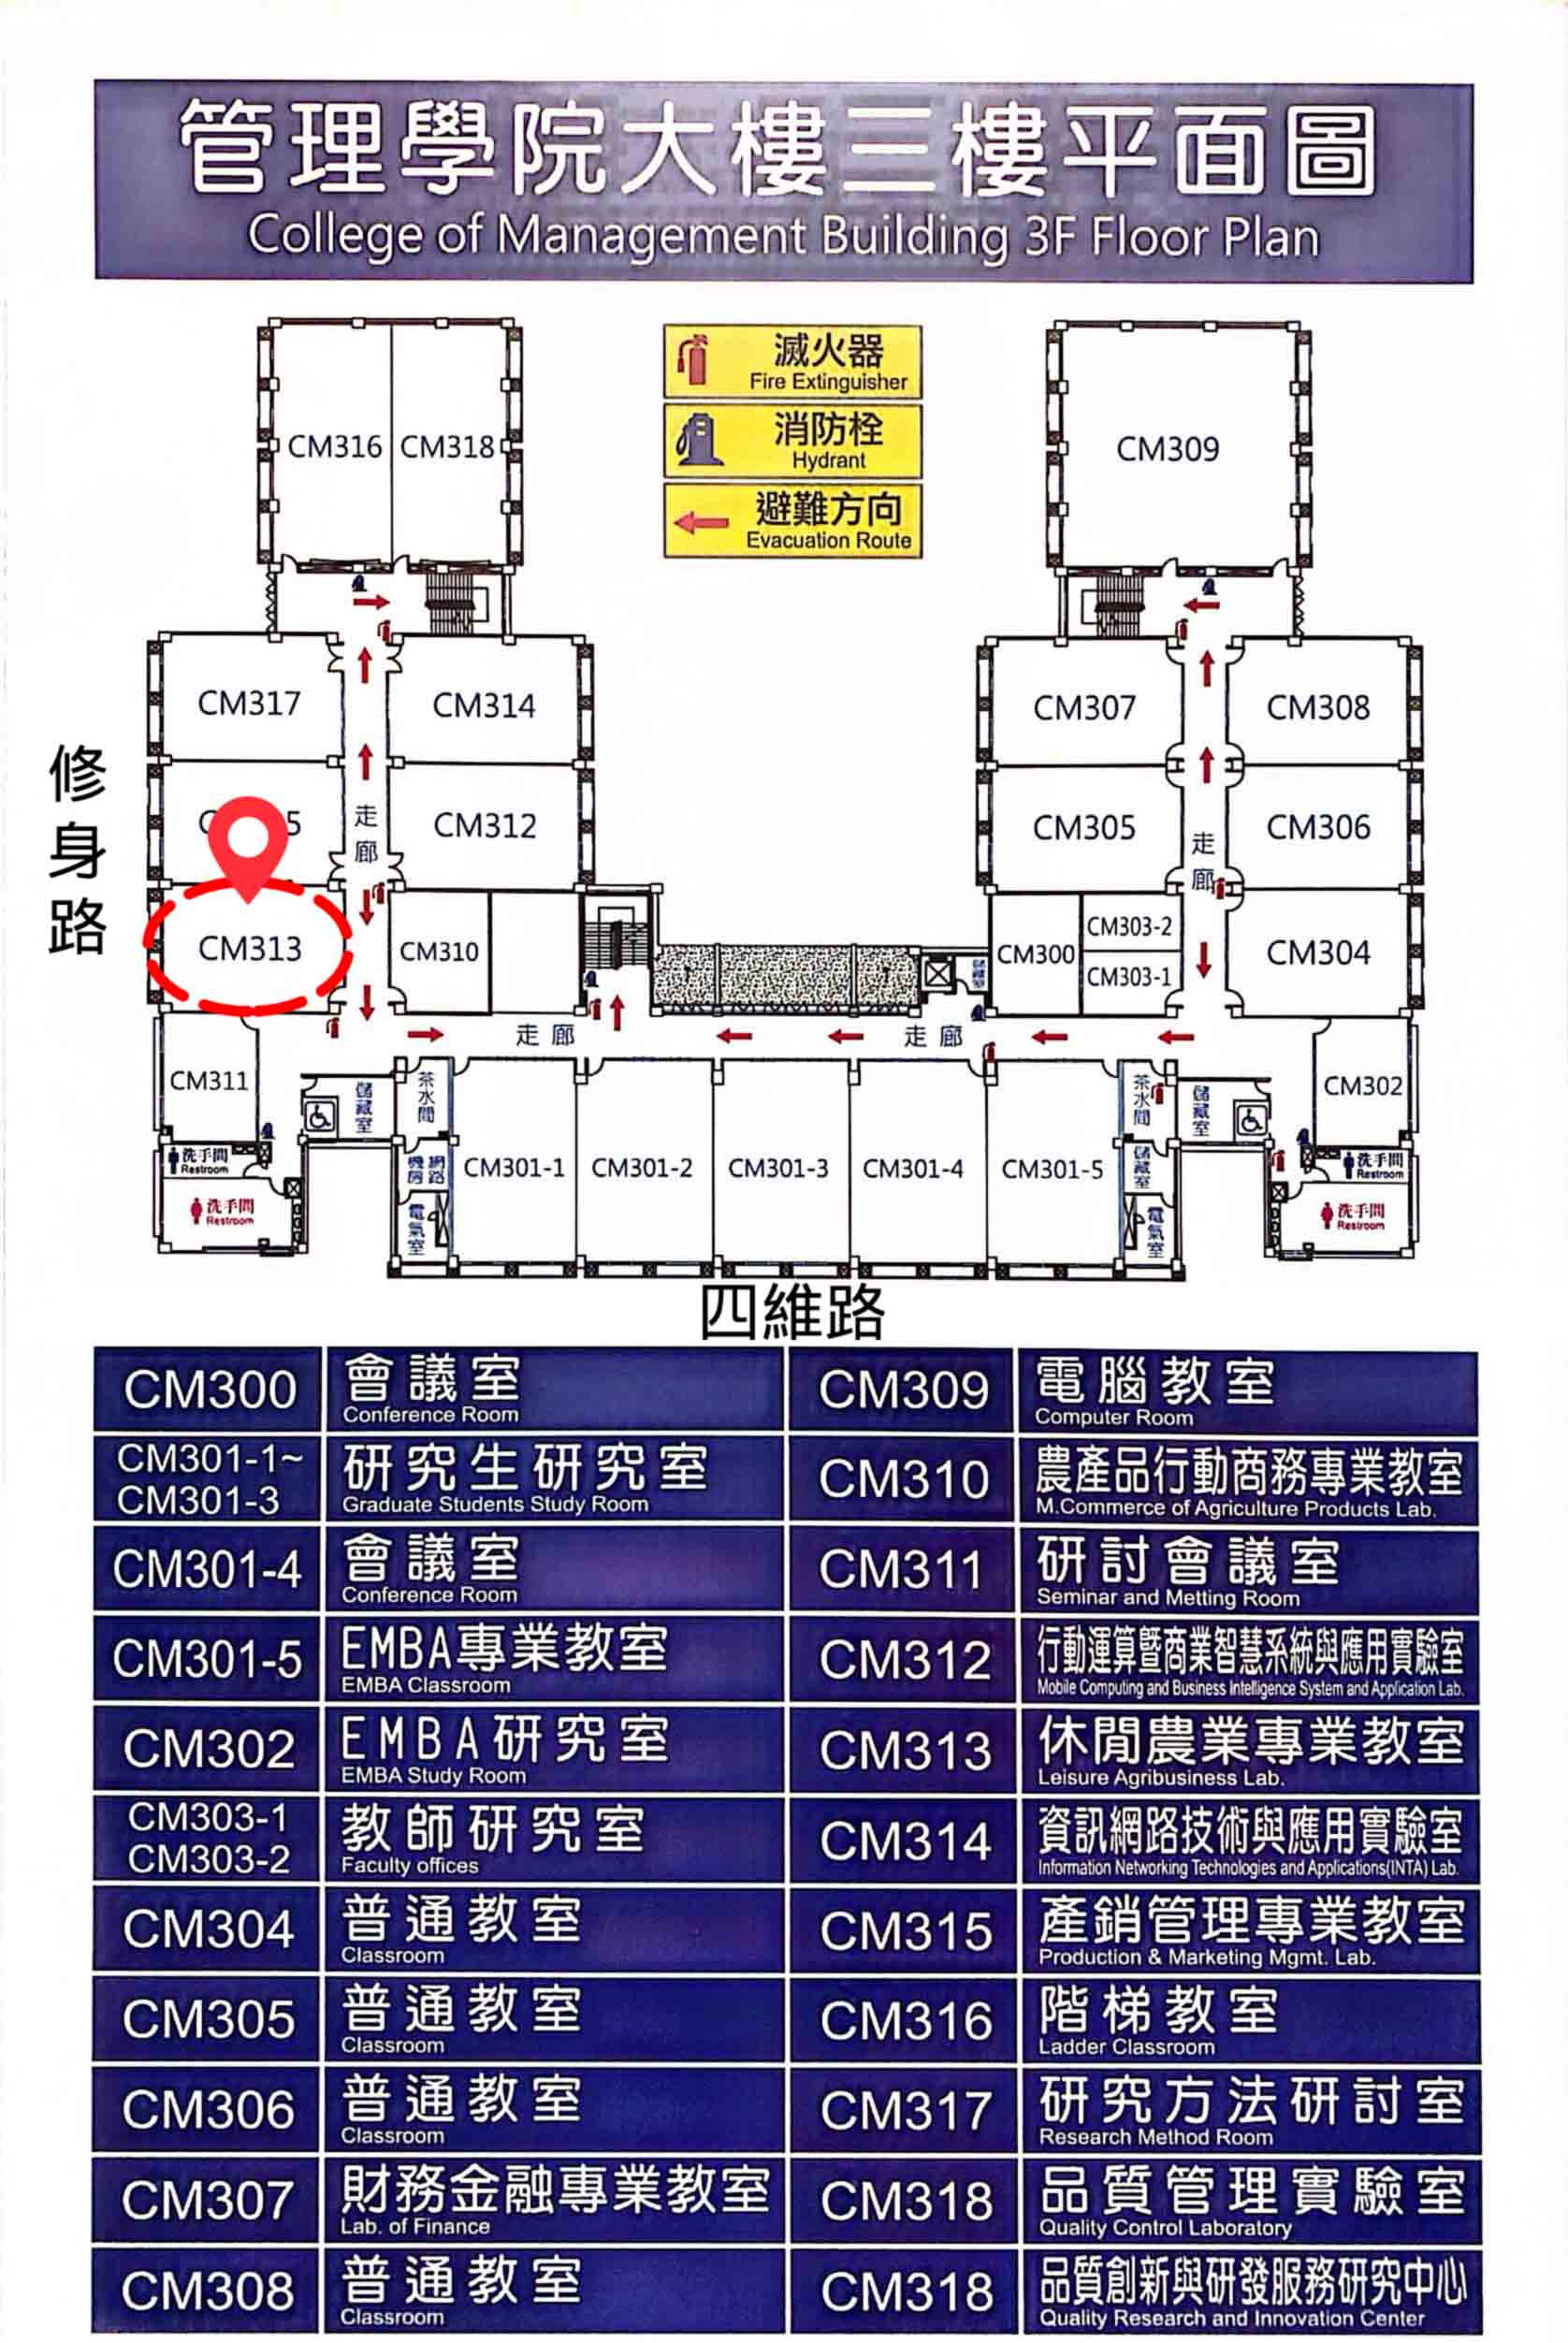 管理學院大樓三樓平面圖
College of Management Building 3F Floor Plan
滅火器
Fire Extinguisher
消防栓
Hydrant
避難方向
Evacuation Route
CM316
CM318
CM309
CM317
CM314
CM307
CM308
修身路
5
走廊
CM312
CM305
走廊
CM306
CM313
CM310
CM300
CM303-2
CM303-1
CM304
走廊
走廊
CM311
儲藏室
茶水間
茶水間
儲藏室
CM302
洗手間
Restroom
網路機房
CM301-1
CM301-2
CM301-3
CM301-4
CM301-5
儲藏室
洗手間
Restroom
洗手間
Restroom
電氣室
電氣室
洗手間
Restroom
四維路
CM300
會議室
Conference Room
CM301-1~
CM301-3
研究生研究室
Graduate Students Study Room
CM301-4
會議室
Conference Room
CM301-5
EMBA專業教室
EMBA Classroom
CM302
EMBA研究室
EMBA Study Room
CM303-1
CM303-2
教師研究室
Faculty offices
CM304
普通教室
Classroom
CM305
普通教室
Classroom
CM306
普通教室
Classroom
CM307
財務金融專業教室
Lab. of Finance
CM308
普通教室
Classroom
CM309
電腦教室
Computer Room
CM310
農產品行動商務專業教室
M.Commerce of Agriculture Products Lab.
CM311
研討會議室
Seminar and Metting Room
CM312
行動運算暨商業智慧系統與應用實驗室
Mobile Computing and Business Intelligence System and Application Lab.
CM313
休閒農業專業教室
Leisure Agribusiness Lab.
CM314
資訊網路技術與應用實驗室
Information Networking Technologies and Applications(INTA) Lab.
CM315
產銷管理專業教室
Production & Marketing Mgmt. Lab.
CM316
階梯教室
Ladder Classroom
CM317
研究方法研討室
Research Method Room
CM318
品質管理實驗室
Quality Control Laboratory
CM318
品質創新與研發服務研究中心
Quality Research and Innovation Center